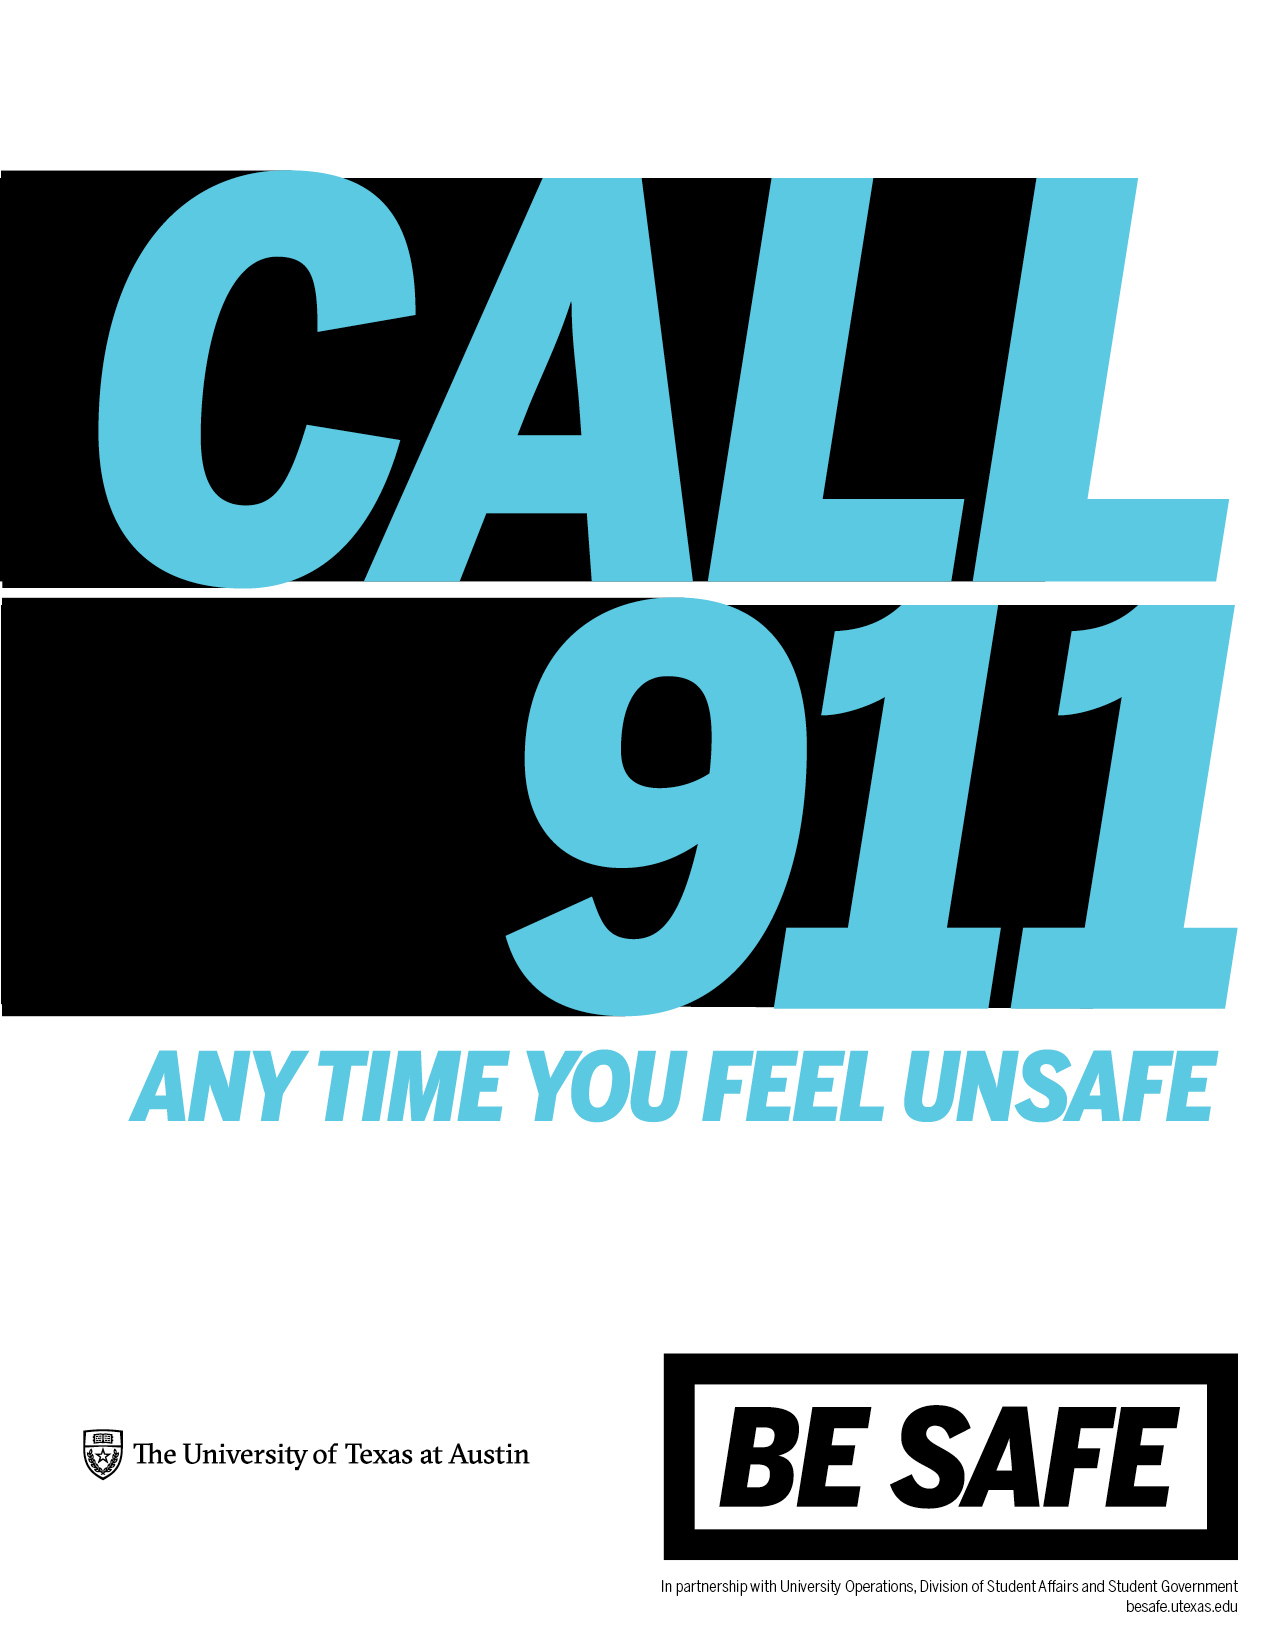 CALL
911
ANY TIME YOU FEEL UNSAFE
The University of Texas at Austin
BE SAFE
In partnership with University Operations, Division of Student Affairs and Student Government
besafe.utexas.edu